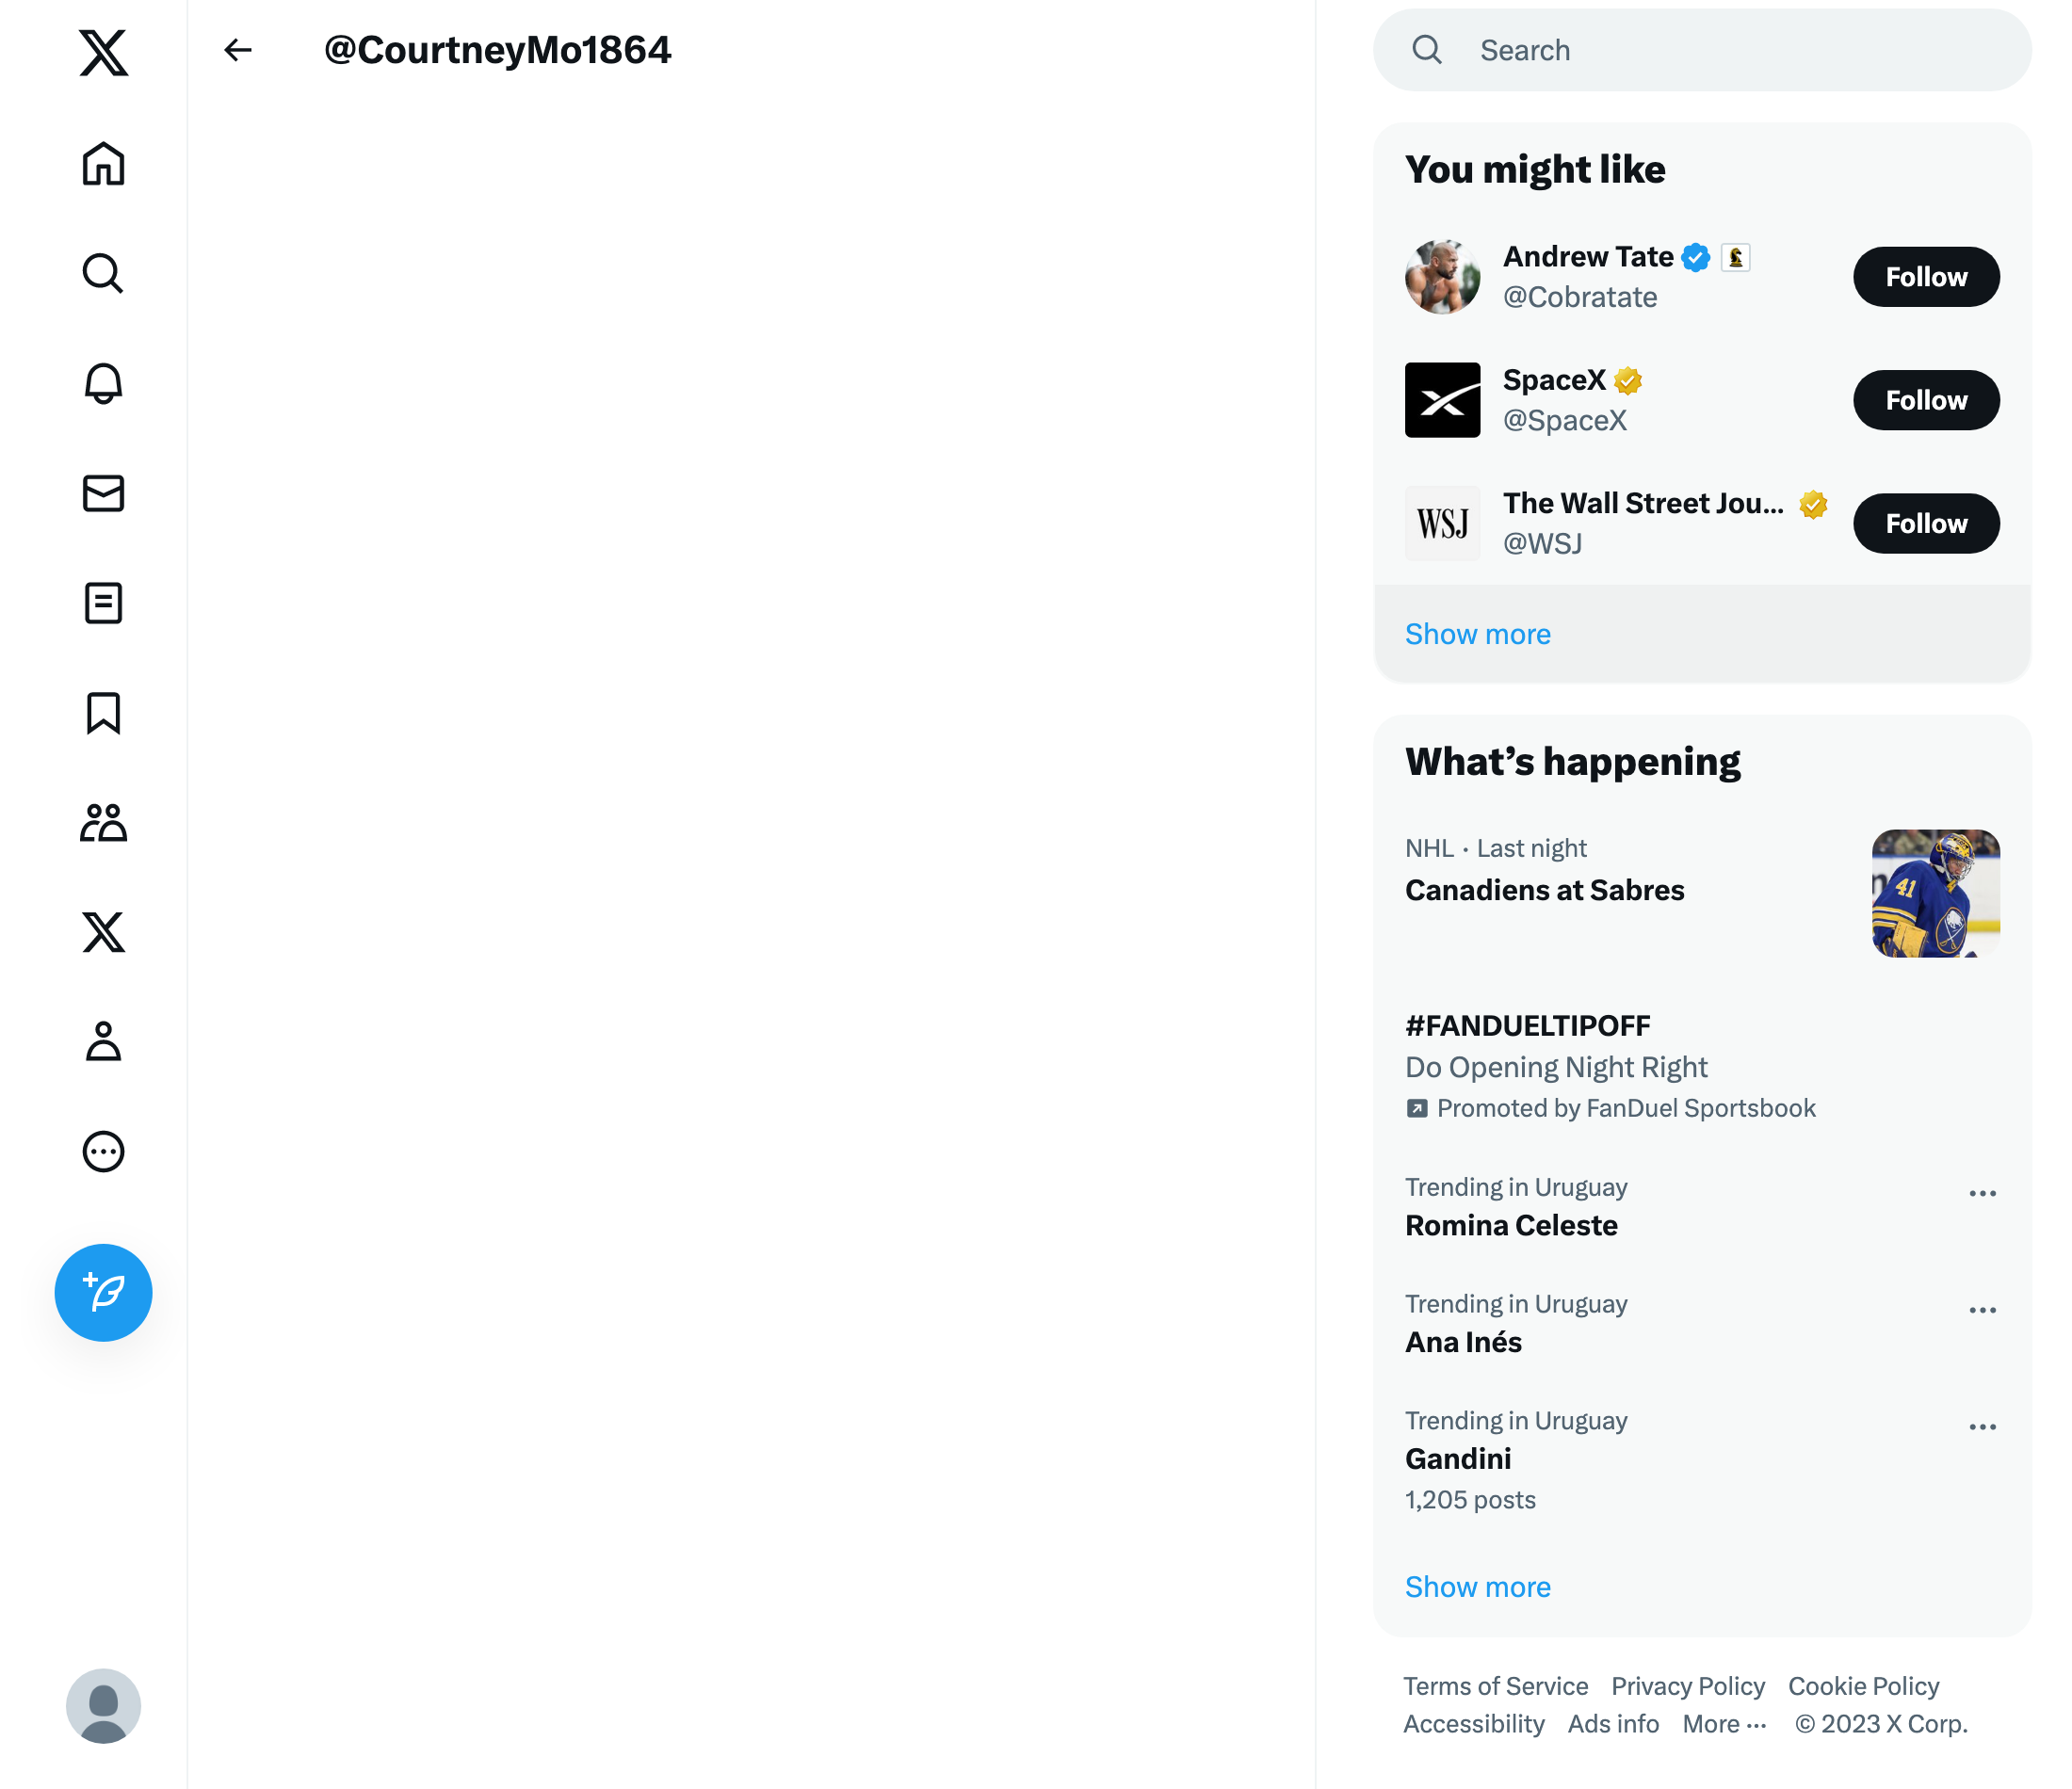 @CourtneyMo1864
Search
You might like
Andrew Tate
@Cobratate
Follow
SpaceX
@SpaceX
Follow
WSJ
The Wall Street Jou...
@WSJ
Follow
Show more
What’s happening
NHL · Last night
Canadiens at Sabres
41
#FANDUELTIPOFF
Do Opening Night Right
Promoted by FanDuel Sportsbook
Trending in Uruguay
Romina Celeste
Trending in Uruguay
Ana Inés
Trending in Uruguay
Gandini
1,205 posts
Show more
Terms of Service Privacy Policy Cookie Policy
Accessibility Ads info More ··· © 2023 X Corp.